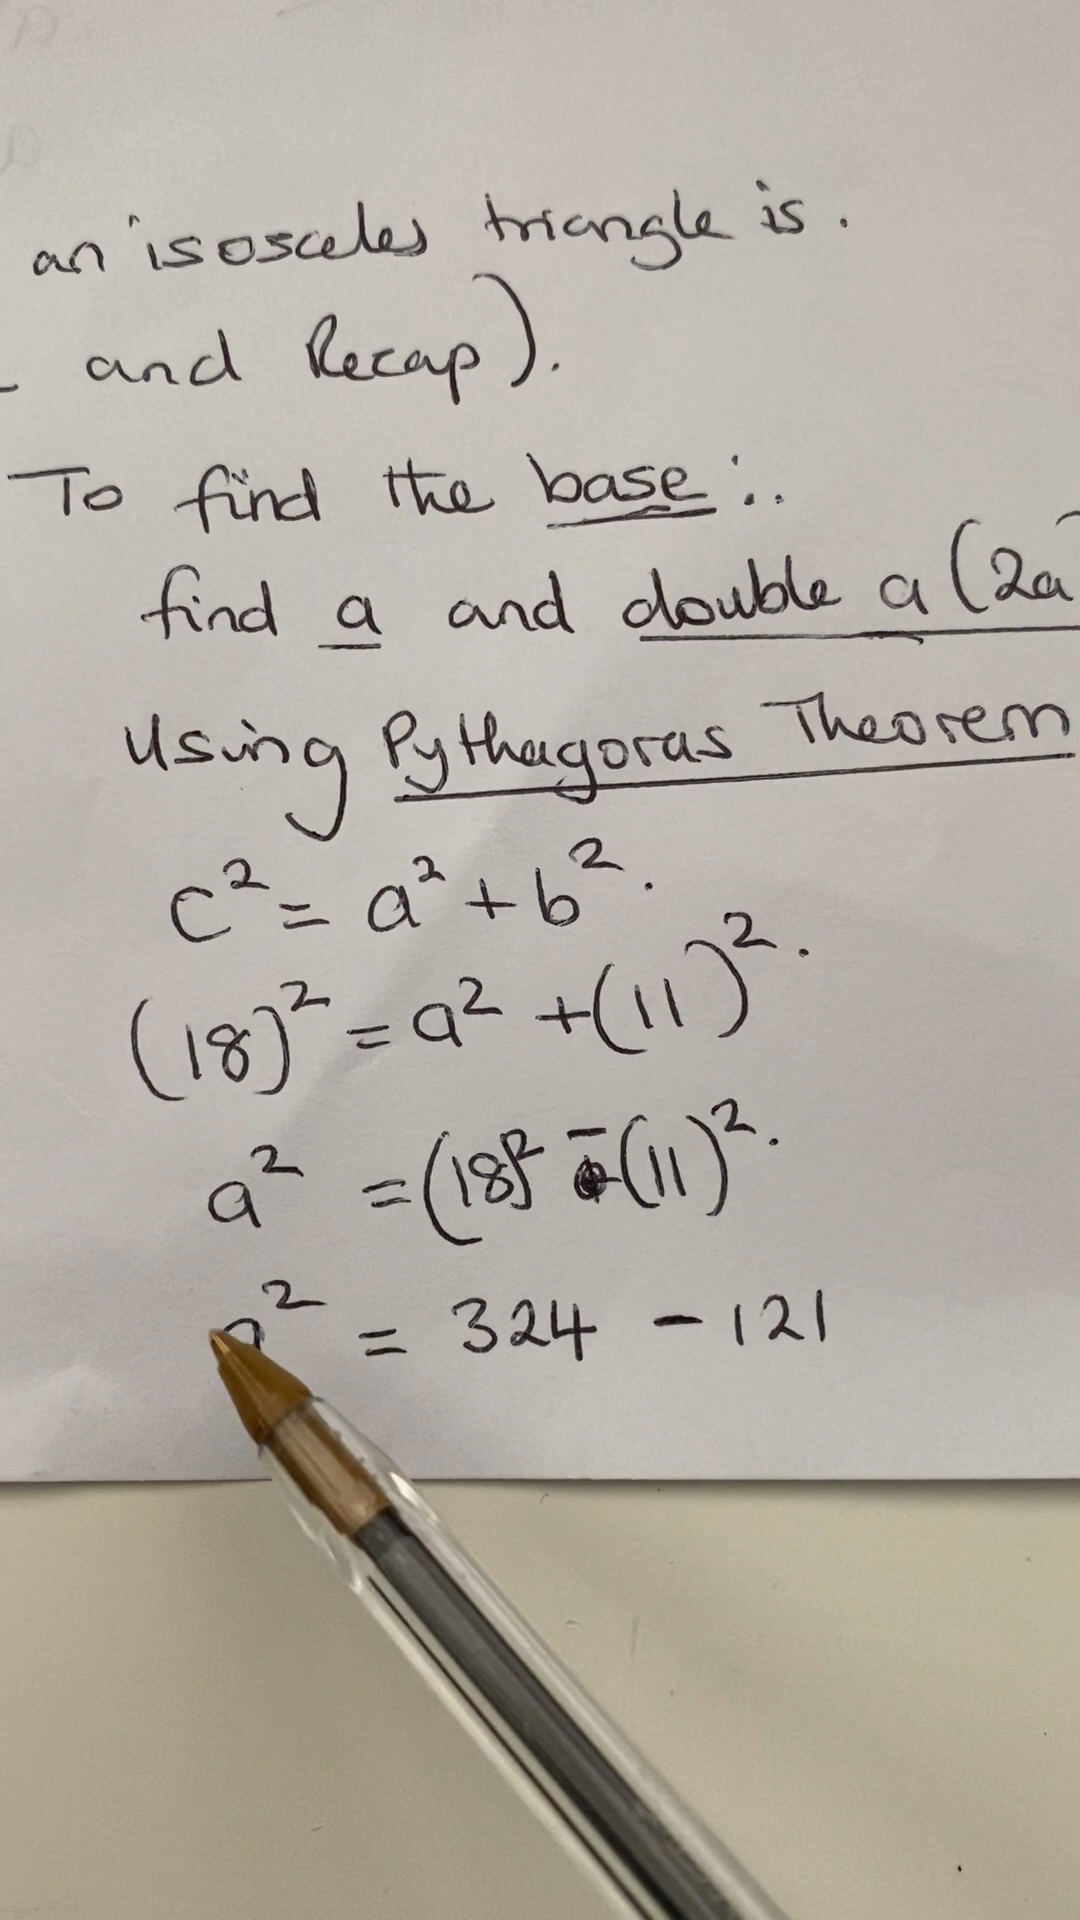 an isosceles triangle is.
and Recap).
To find the base:.
find a and double a (2a
Using Pythagoras Theorem
c² = a² + b².
(18)² = a² + (11)².
a² = (18)² - (11)².
a² = 324 - 121